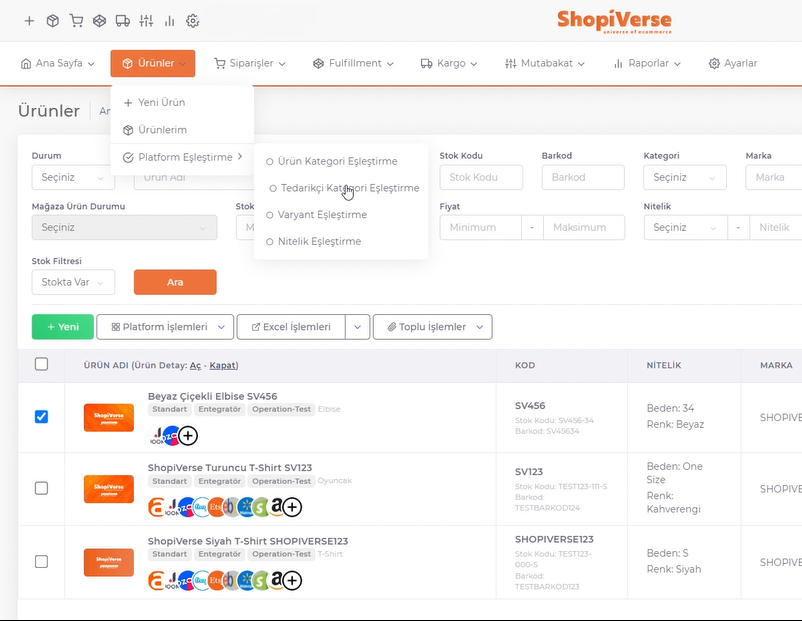 ShopiVerse
universe of ecommerce
Ana Sayfa
Ürünler
Siparişler
Fulfillment
Kargo
Mutabakat
Raporlar
Ayarlar
Ürünler
Yeni Ürün
Ürünlerim
Platform Eşleştirme
Ürün Kategori Eşleştirme
Tedarikçi Kategori Eşleştirme
Varyant Eşleştirme
Nitelik Eşleştirme
Durum
Stok Kodu
Barkod
Kategori
Marka
Seçiniz
Ürün Adı
Stok Kodu
Barkod
Seçiniz
Marka
Mağaza Ürün Durumu
Stok
Fiyat
Nitelik
Seçiniz
Minimum
-
Maksimum
Seçiniz
-
Nitelik
Stok Filtresi
Stokta Var
Ara
+ Yeni
Platform İşlemleri
Excel İşlemleri
Toplu İşlemler
ÜRÜN ADI (Ürün Detay: Aç - Kapat)
KOD
NİTELİK
MARKA
Beyaz Çiçekli Elbise SV456
Standart Entegratör Operation-Test Elbise
SV456
Stok Kodu: SV456-34
Barkod: SV45634
Beden: 34
Renk: Beyaz
SHOPIVE
ShopiVerse Turuncu T-Shirt SV123
Standart Entegratör Operation-Test Oyuncak
SV123
Stok Kodu: TEST123-111-S
Barkod:
TESTBARKOD124
Beden: One
Size
Renk:
Kahverengi
SHOPIVE
ShopiVerse Siyah T-Shirt SHOPIVERSE123
Standart Entegratör Operation-Test T-Shirt
SHOPIVERSE123
Stok Kodu: TEST123-
000-S
Barkod:
TESTBARKOD123
Beden: S
Renk: Siyah
SHOPIVE